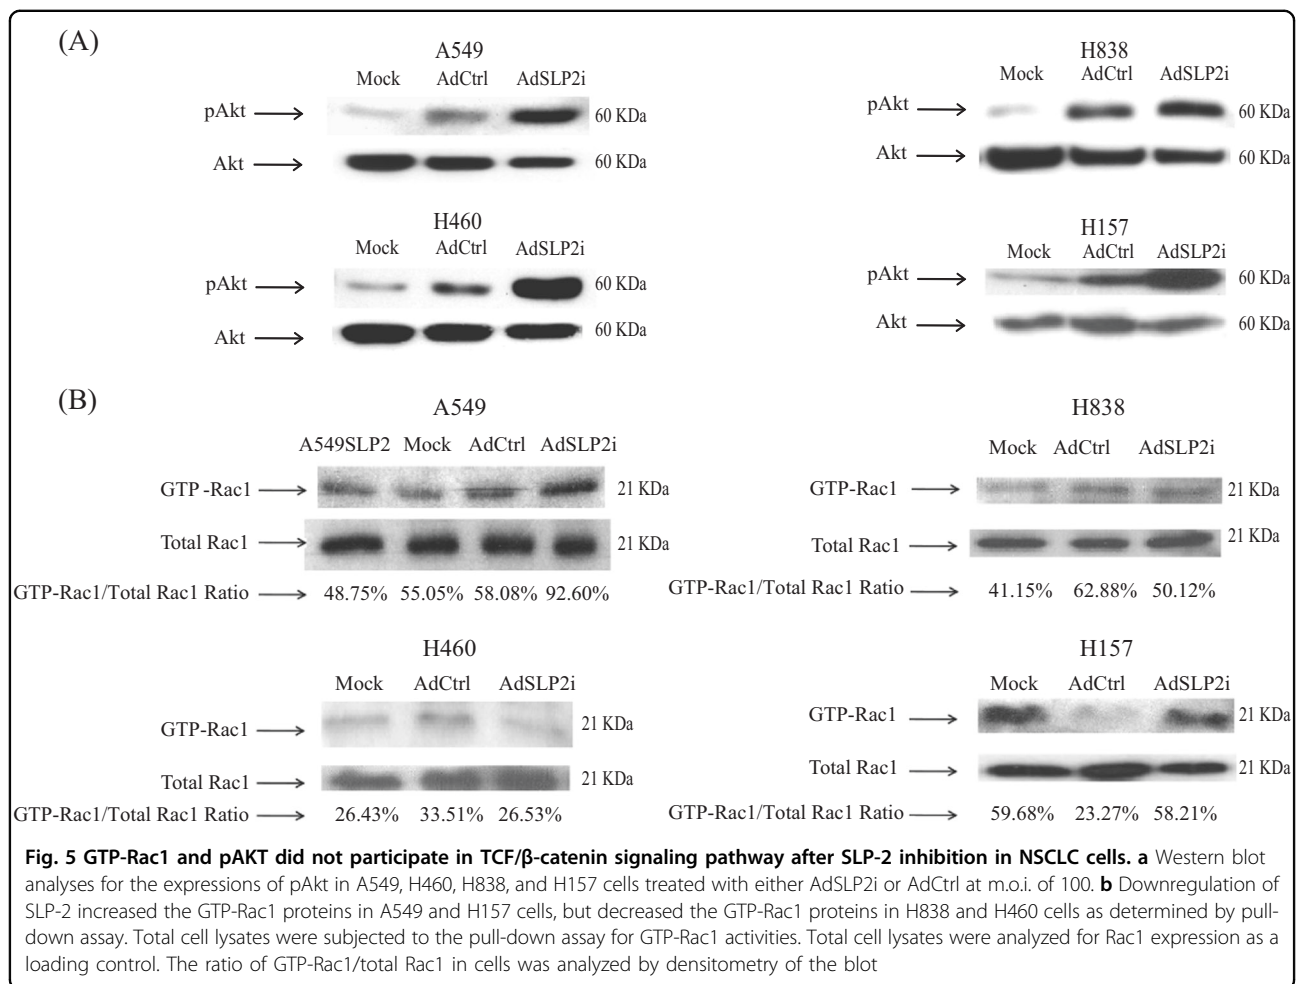 (A)
A549
Mock AdCtrl AdSLP2i
pAkt 60 KDa
Akt 60 KDa
H838
Mock AdCtrl AdSLP2i
pAkt 60 KDa
Akt 60 KDa
H460
Mock AdCtrl AdSLP2i
pAkt 60 KDa
Akt 60 KDa
H157
Mock AdCtrl AdSLP2i
pAkt 60 KDa
Akt 60 KDa
(B)
A549
A549SLP2 Mock AdCtrl AdSLP2i
GTP -Rac1 21 KDa
Total Rac1 21 KDa
GTP-Rac1/Total Rac1 Ratio 48.75% 55.05% 58.08% 92.60%
H838
Mock AdCtrl AdSLP2i
GTP-Rac1 21 KDa
Total Rac1 21 KDa
GTP-Rac1/Total Rac1 Ratio 41.15% 62.88% 50.12%
H460
Mock AdCtrl AdSLP2i
GTP-Rac1 21 KDa
Total Rac1 21 KDa
GTP-Rac1/Total Rac1 Ratio 26.43% 33.51% 26.53%
H157
Mock AdCtrl AdSLP2i
GTP-Rac1 21 KDa
Total Rac1 21 KDa
GTP-Rac1/Total Rac1 Ratio 59.68% 23.27% 58.21%
Fig. 5 GTP-Rac1 and pAKT did not participate in TCF/β-catenin signaling pathway after SLP-2 inhibition in NSCLC cells. a Western blot
analyses for the expressions of pAkt in A549, H460, H838, and H157 cells treated with either AdSLP2i or AdCtrl at m.o.i. of 100. b Downregulation of
SLP-2 increased the GTP-Rac1 proteins in A549 and H157 cells, but decreased the GTP-Rac1 proteins in H838 and H460 cells as determined by pull-
down assay. Total cell lysates were subjected to the pull-down assay for GTP-Rac1 activities. Total cell lysates were analyzed for Rac1 expression as a
loading control. The ratio of GTP-Rac1/total Rac1 in cells was analyzed by densitometry of the blot